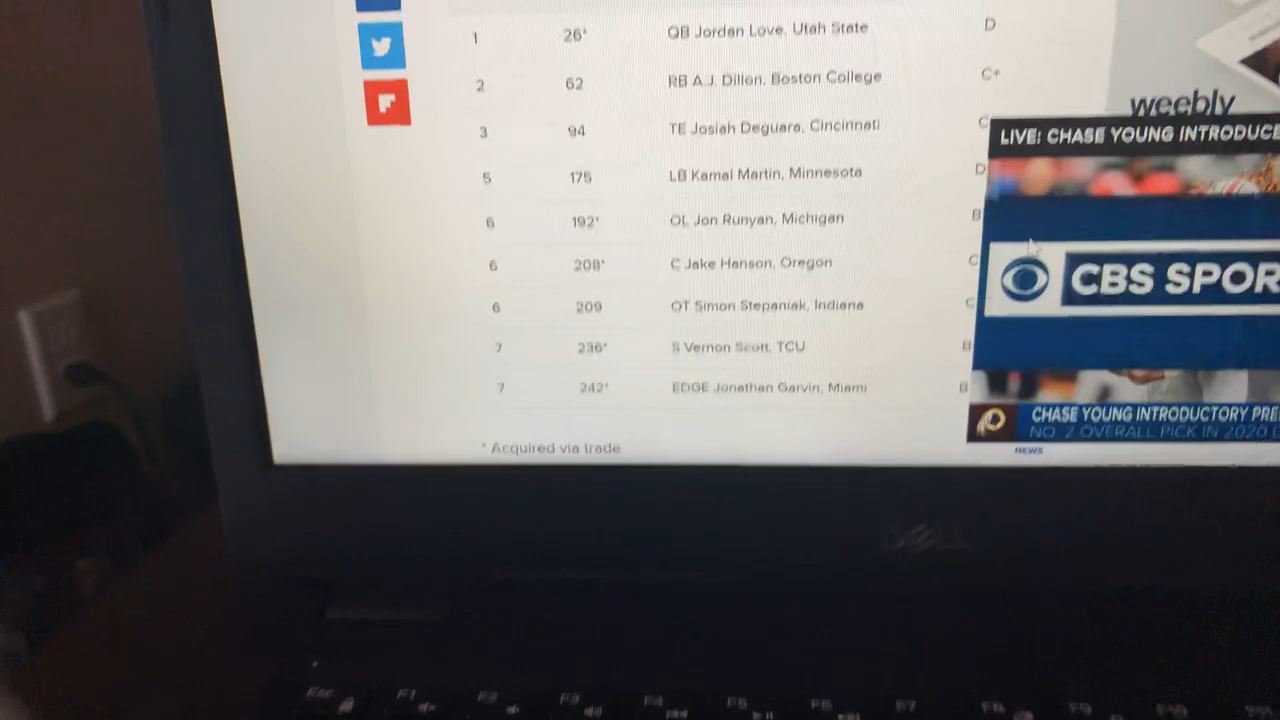 1 26* QB Jordan Love, Utah State D
2 62 RB A.J. Dillon, Boston College C+
3 94 TE Josiah Deguara, Cincinnati C
5 175 LB Kamal Martin, Minnesota D
6 192* OL Jon Runyan, Michigan B
6 208* C Jake Hanson, Oregon C
6 209 OT Simon Stepaniak, Indiana C
7 236* S Vernon Scott, TCU B
7 242* EDGE Jonathan Garvin, Miami B
* Acquired via trade
weebly
LIVE: CHASE YOUNG INTRODUCE
CBS SPOR
CHASE YOUNG INTRODUCTORY PRE
NO. 2 OVERALL PICK IN 2020
NEWS
DELL
Esc F1 F2 F3 F4 F5 F6 F7 F8 F9 F10